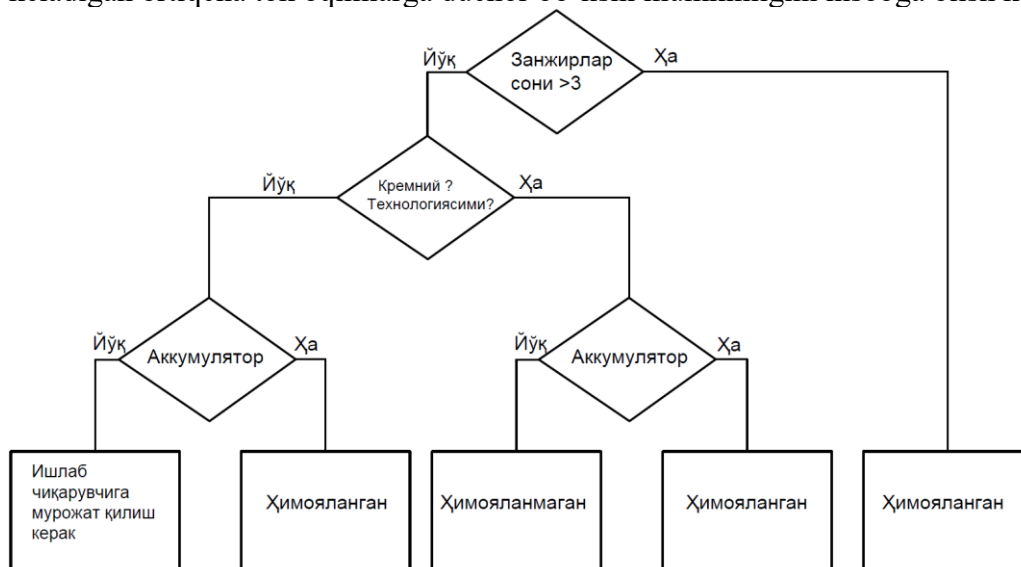 Йўқ
Занжирлар
сони >3
Ҳа
Йўқ
Кремний ?
Технологиясими?
Ҳа
Йўқ
Аккумулятор
Ҳа
Йўқ
Аккумулятор
Ҳа
Ишлаб
чиқарувчига
мурожат қилиш
керак
Ҳимояланган
Ҳимояланмаган
Ҳимояланган
Ҳимояланган